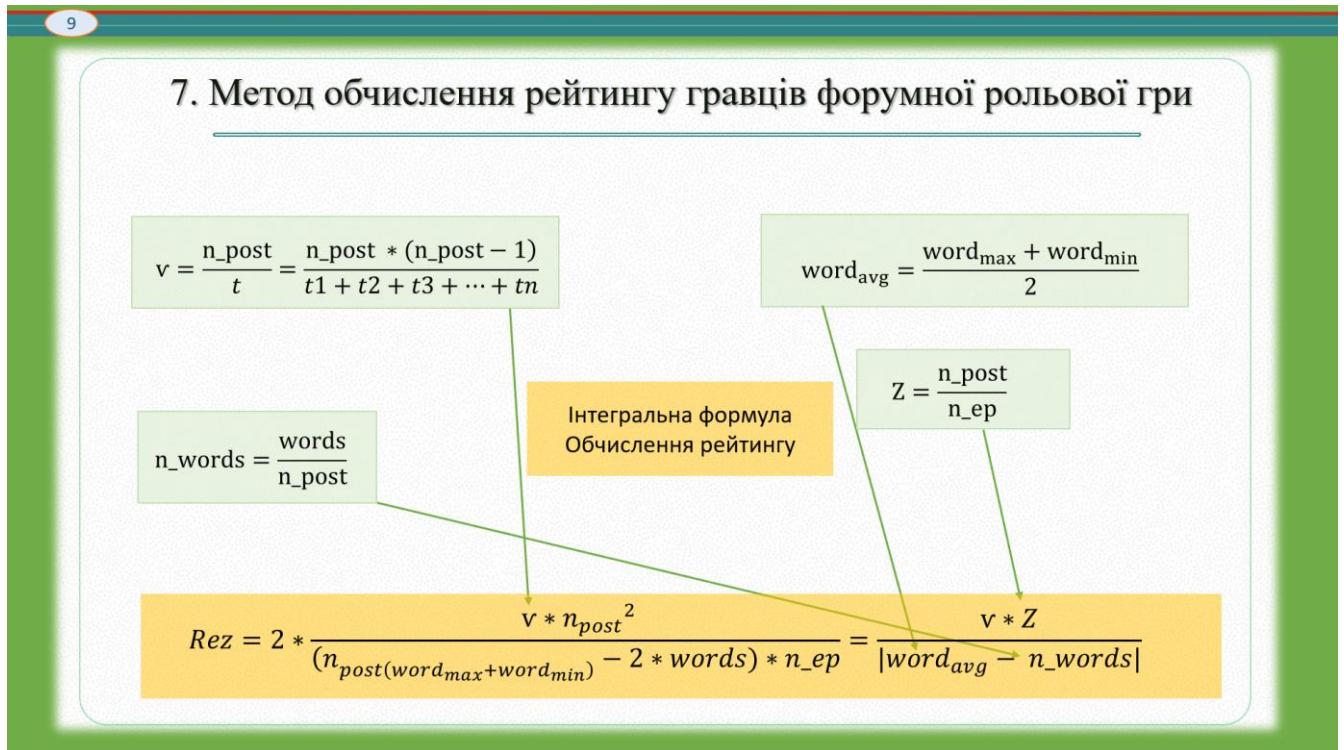 9
7. Метод обчислення рейтингу гравців форумної рольової гри
v = n_post / t = n_post * (n_post − 1) / t1 + t2 + t3 + ⋯ + tn
word_avg = word_max + word_min / 2
Z = n_post / n_ep
Інтегральна формула
Обчислення рейтингу
n_words = words / n_post
Rez = 2 * v * n_post² / (n_post(word_max+word_min) − 2 * words) * n_ep = v * Z / |word_avg − n_words|